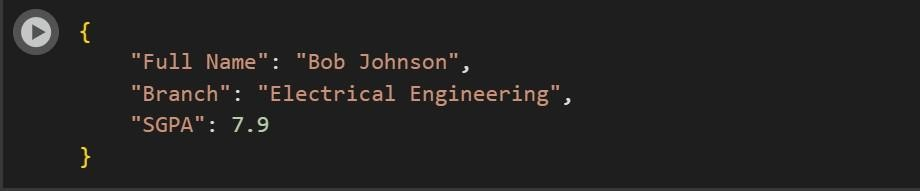 {
    "Full Name": "Bob Johnson",
    "Branch": "Electrical Engineering",
    "SGPA": 7.9
}